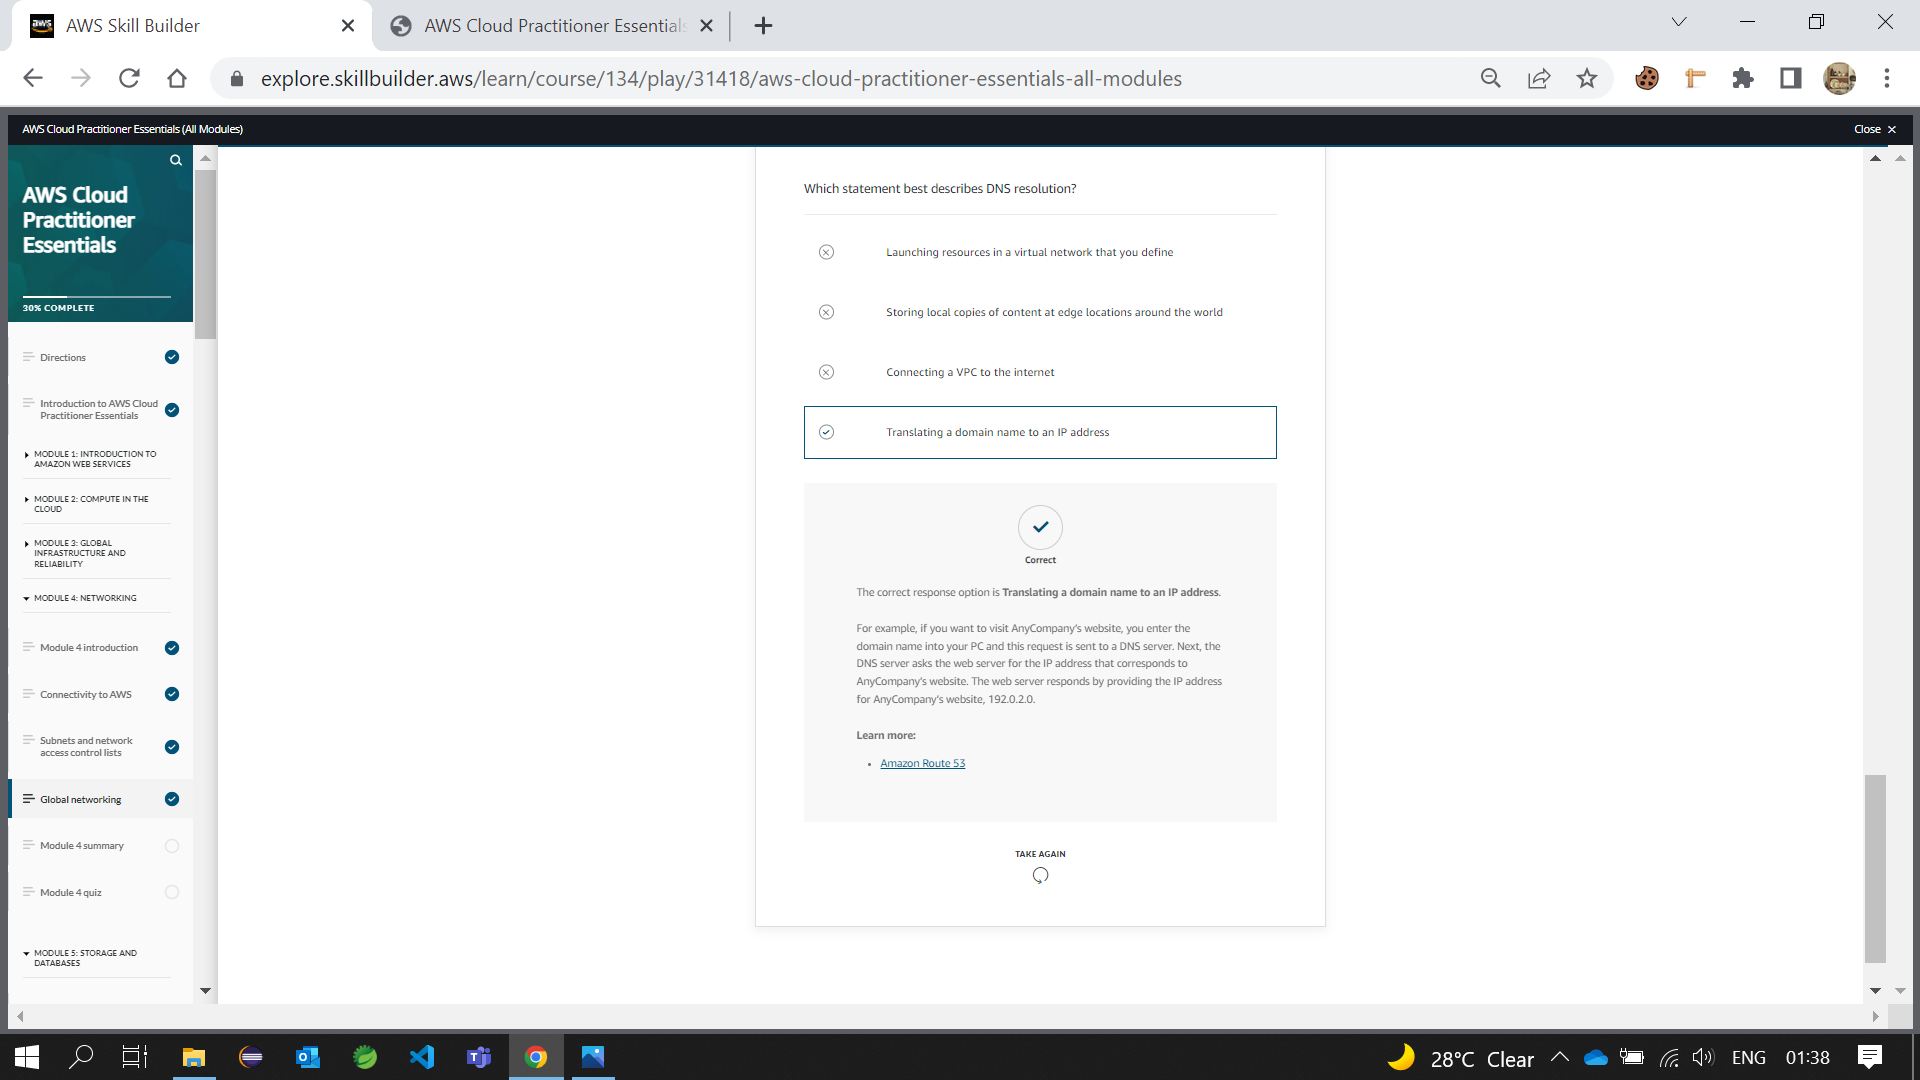 AWS Skill Builder
AWS Cloud Practitioner Essentials
explore.skillbuilder.aws/learn/course/134/play/31418/aws-cloud-practitioner-essentials-all-modules
AWS Cloud Practitioner Essentials (All Modules)
Close
AWS Cloud
Practitioner
Essentials
30% COMPLETE
Directions
Introduction to AWS Cloud
Practitioner Essentials
MODULE 1: INTRODUCTION TO
AMAZON WEB SERVICES
MODULE 2: COMPUTE IN THE
CLOUD
MODULE 3: GLOBAL
INFRASTRUCTURE AND
RELIABILITY
MODULE 4: NETWORKING
Module 4 introduction
Connectivity to AWS
Subnets and network
access control lists
Global networking
Module 4 summary
Module 4 quiz
MODULE 5: STORAGE AND
DATABASES
Which statement best describes DNS resolution?
Launching resources in a virtual network that you define
Storing local copies of content at edge locations around the world
Connecting a VPC to the internet
Translating a domain name to an IP address
Correct
The correct response option is Translating a domain name to an IP address.
For example, if you want to visit AnyCompany's website, you enter the
domain name into your PC and this request is sent to a DNS server. Next, the
DNS server asks the web server for the IP address that corresponds to
AnyCompany's website. The web server responds by providing the IP address
for AnyCompany's website, 192.0.2.0.
Learn more:
• Amazon Route 53
TAKE AGAIN
28°C Clear
ENG
01:38